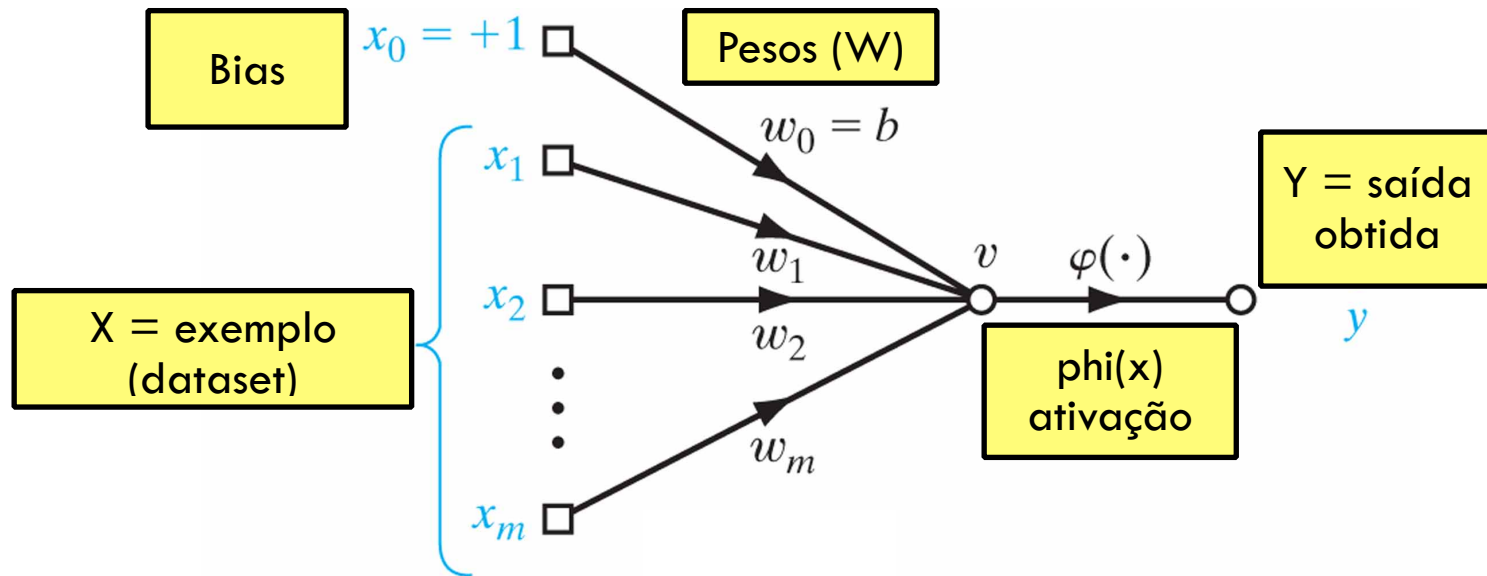 Bias
x₀ = +1
Pesos (W)
w₀ = b
x₁
w₁
Y = saída
obtida
v
φ(·)
x₂
w₂
y
X = exemplo
(dataset)
phi(x)
ativação
wₘ
xₘ